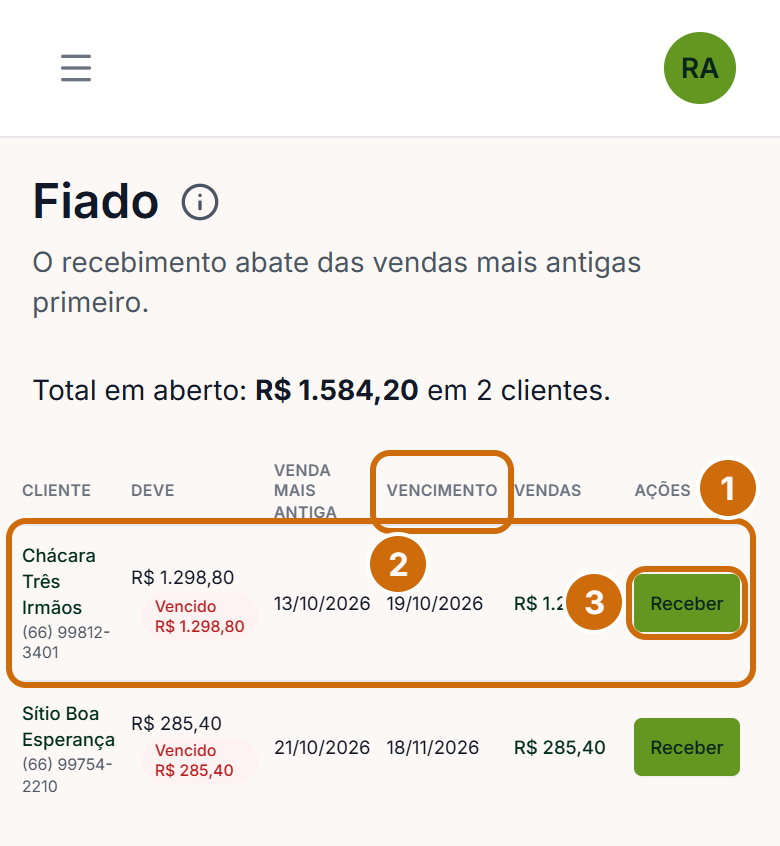 RA
Fiado
O recebimento abate das vendas mais antigas
primeiro.
Total em aberto: R$ 1.584,20 em 2 clientes.
CLIENTE DEVE VENDA MAIS ANTIGA VENCIMENTO VENDAS AÇÕES 1
2
Chácara
Três
Irmãos
(66) 99812-
3401
R$ 1.298,80
Vencido
R$ 1.298,80
13/10/2026 19/10/2026 R$ 1.2 3 Receber
Sítio Boa
Esperança
(66) 99754-
2210
R$ 285,40
Vencido
R$ 285,40
21/10/2026 18/11/2026 R$ 285,40 Receber